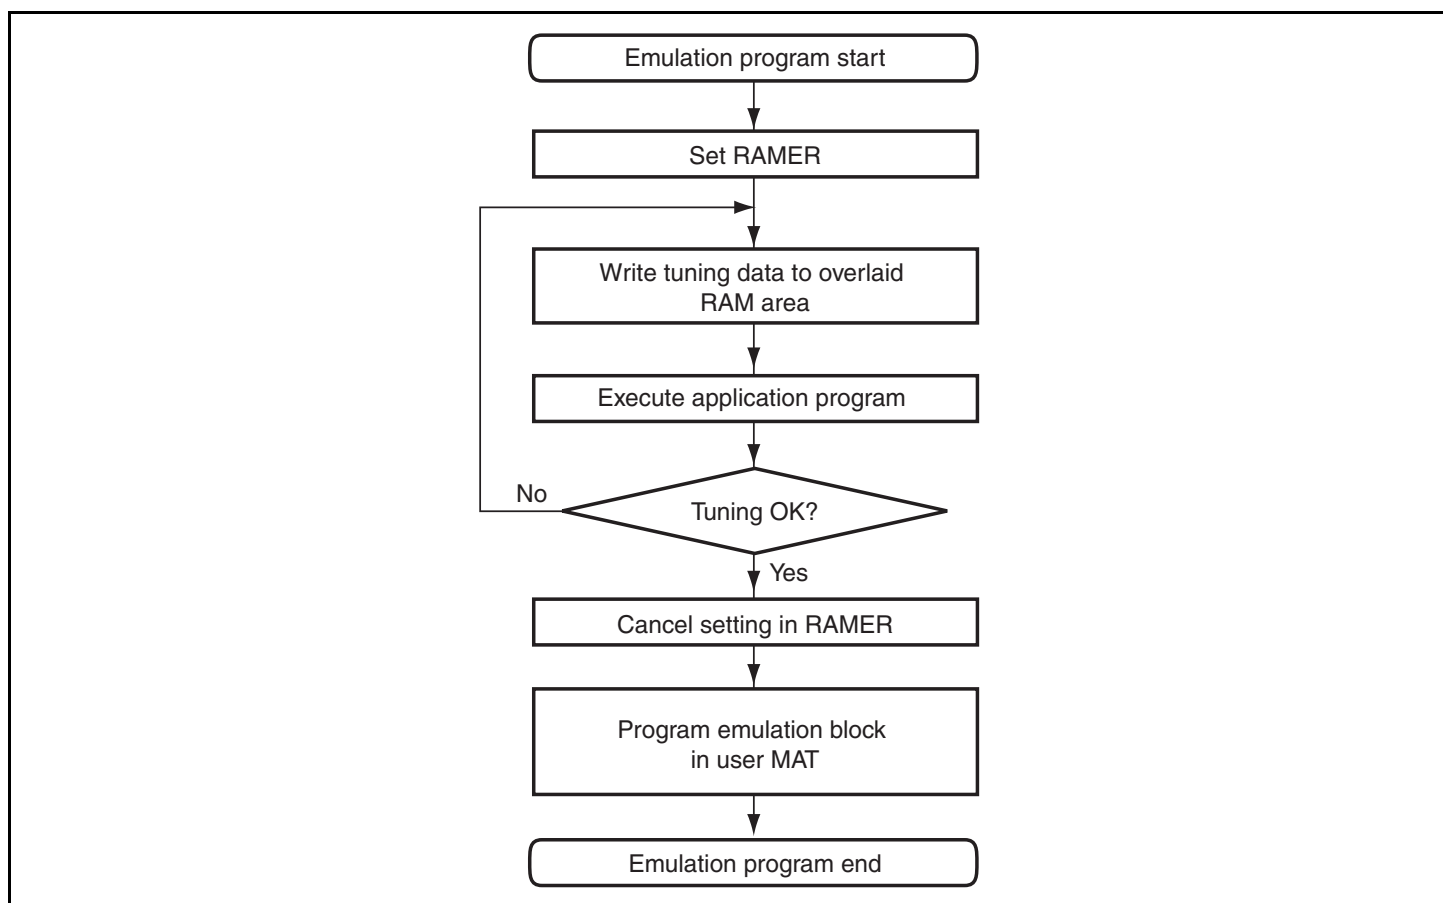 Emulation program start
Set RAMER
Write tuning data to overlaid
RAM area
Execute application program
No
Tuning OK?
Yes
Cancel setting in RAMER
Program emulation block
in user MAT
Emulation program end